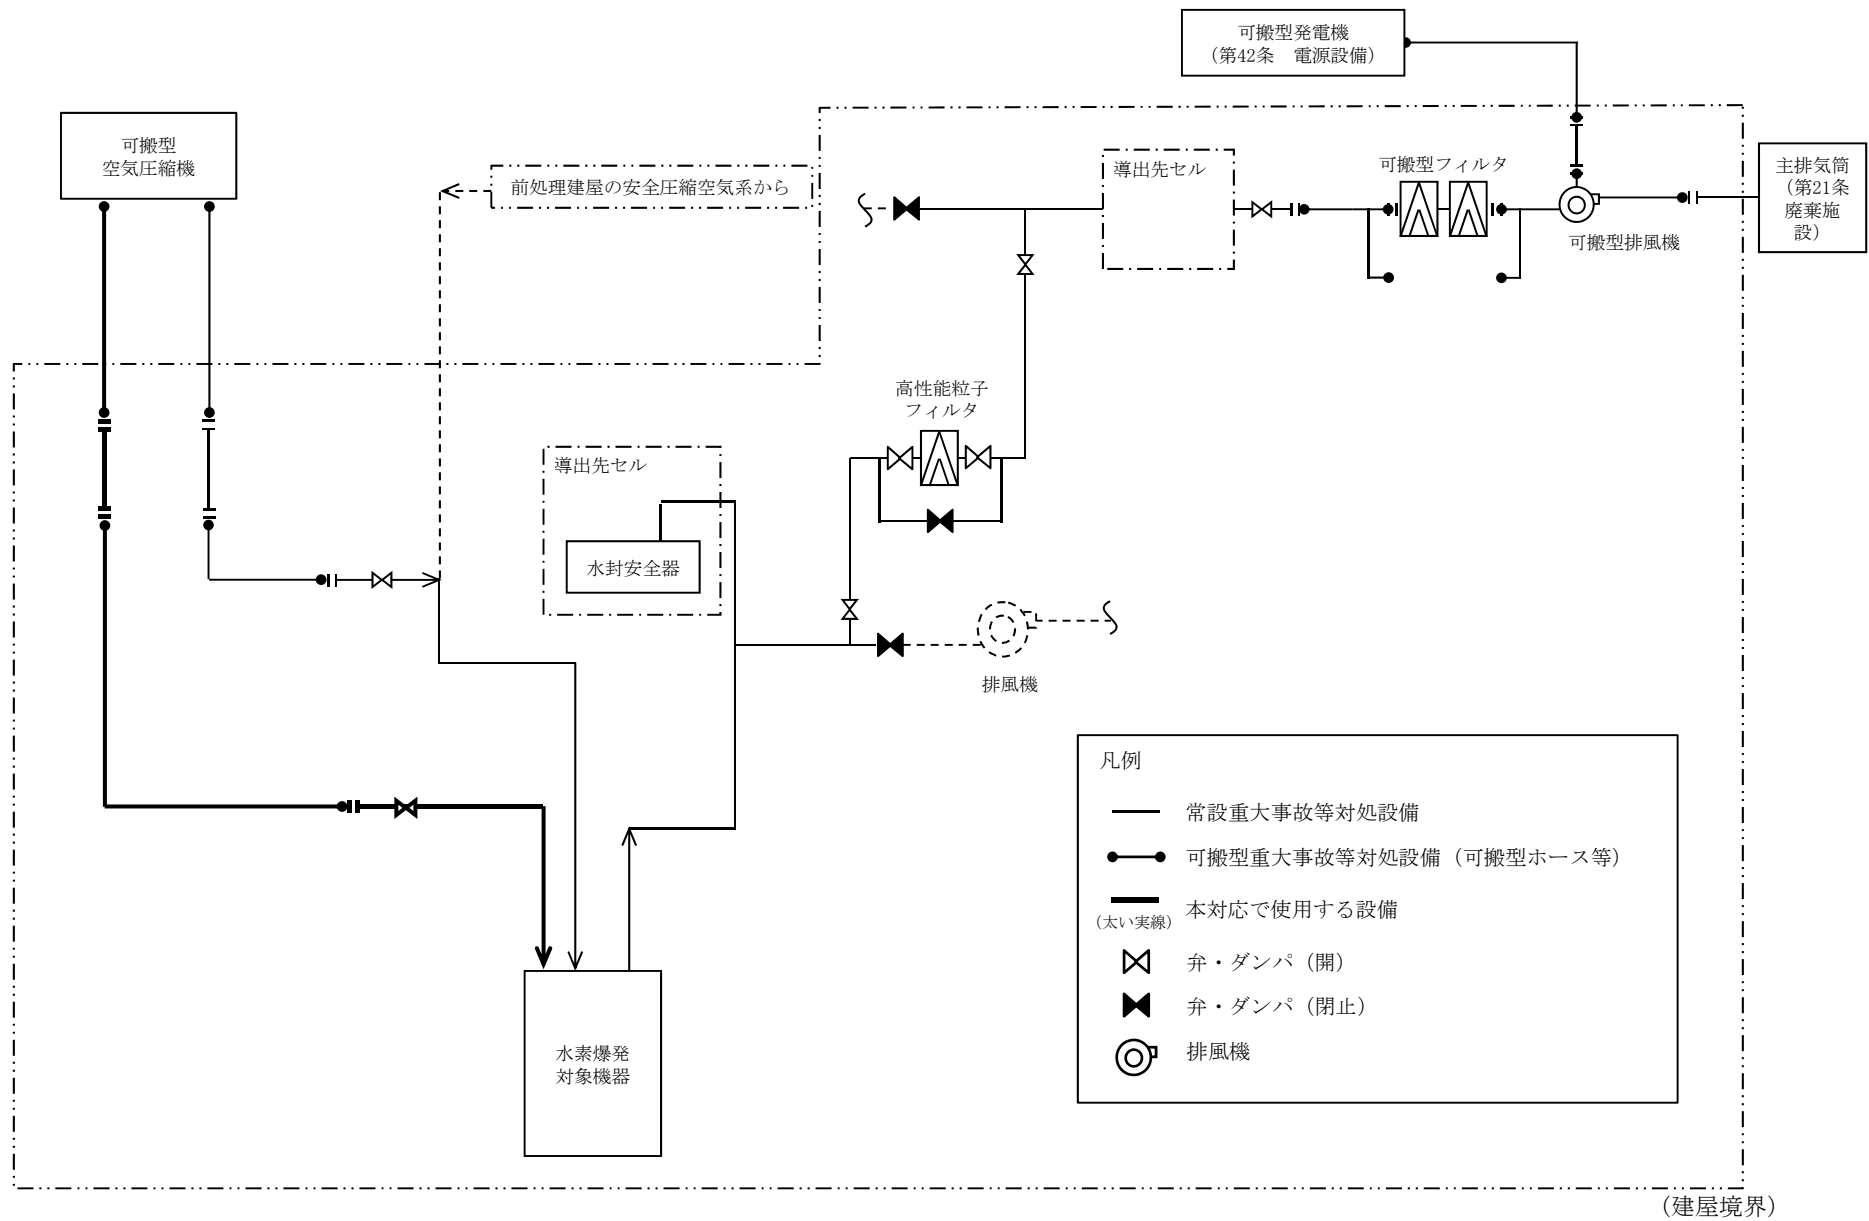 可搬型発電機
（第42条　電源設備）
可搬型
空気圧縮機
前処理建屋の安全圧縮空気系から
導出先セル
可搬型フィルタ
主排気筒
（第21条
廃棄施
設）
可搬型排風機
高性能粒子
フィルタ
導出先セル
水封安全器
排風機
水素爆発
対象機器
凡例
常設重大事故等対処設備
可搬型重大事故等対処設備（可搬型ホース等）
本対応で使用する設備
（太い実線）
弁・ダンパ（開）
弁・ダンパ（閉止）
排風機
（建屋境界）